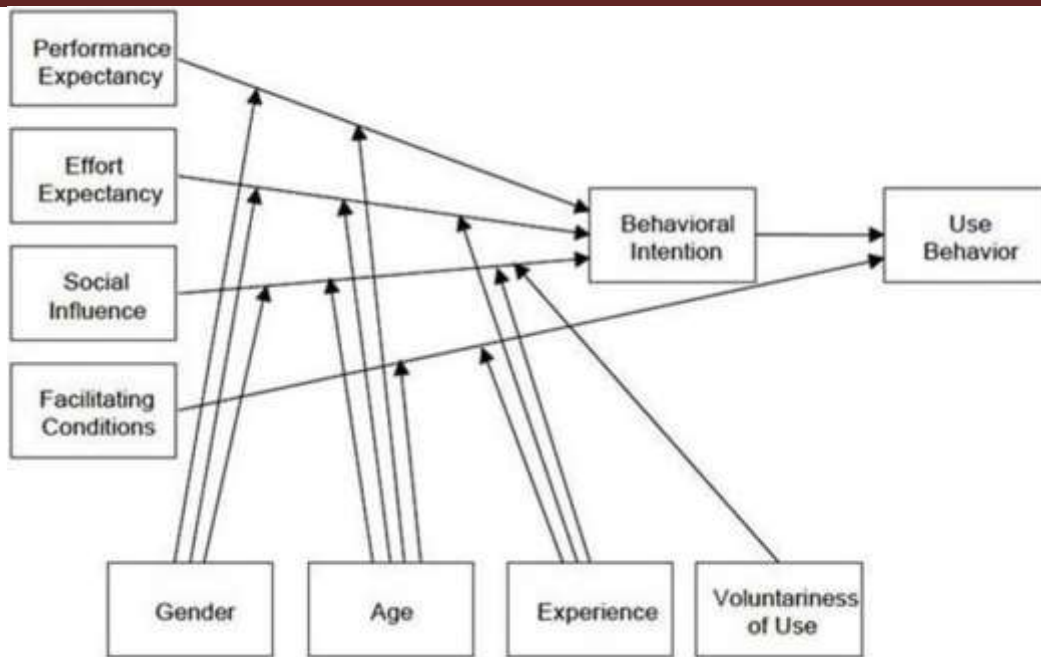 Performance
Expectancy
Effort
Expectancy
Social
Influence
Facilitating
Conditions
Behavioral
Intention
Use
Behavior
Gender
Age
Experience
Voluntariness
of Use